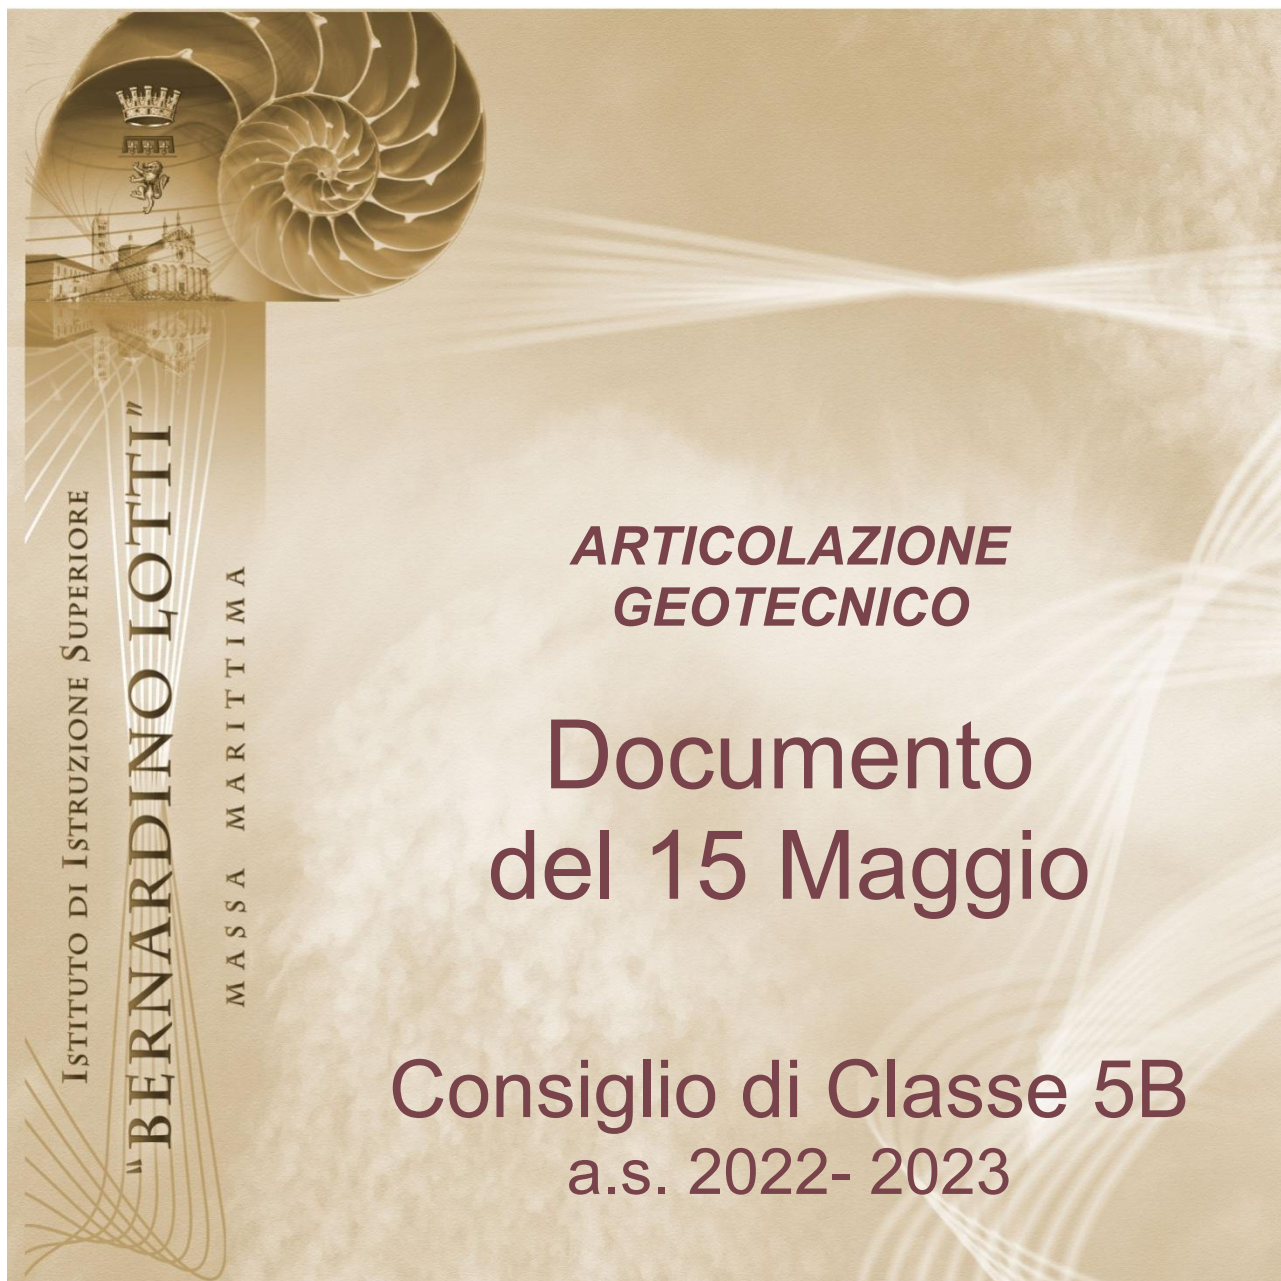 ISTITUTO DI ISTRUZIONE SUPERIORE
"BERNARDINO LOTTI"
MASSA MARITTIMA
ARTICOLAZIONE
GEOTECNICO
Documento
del 15 Maggio
Consiglio di Classe 5B
a.s. 2022- 2023